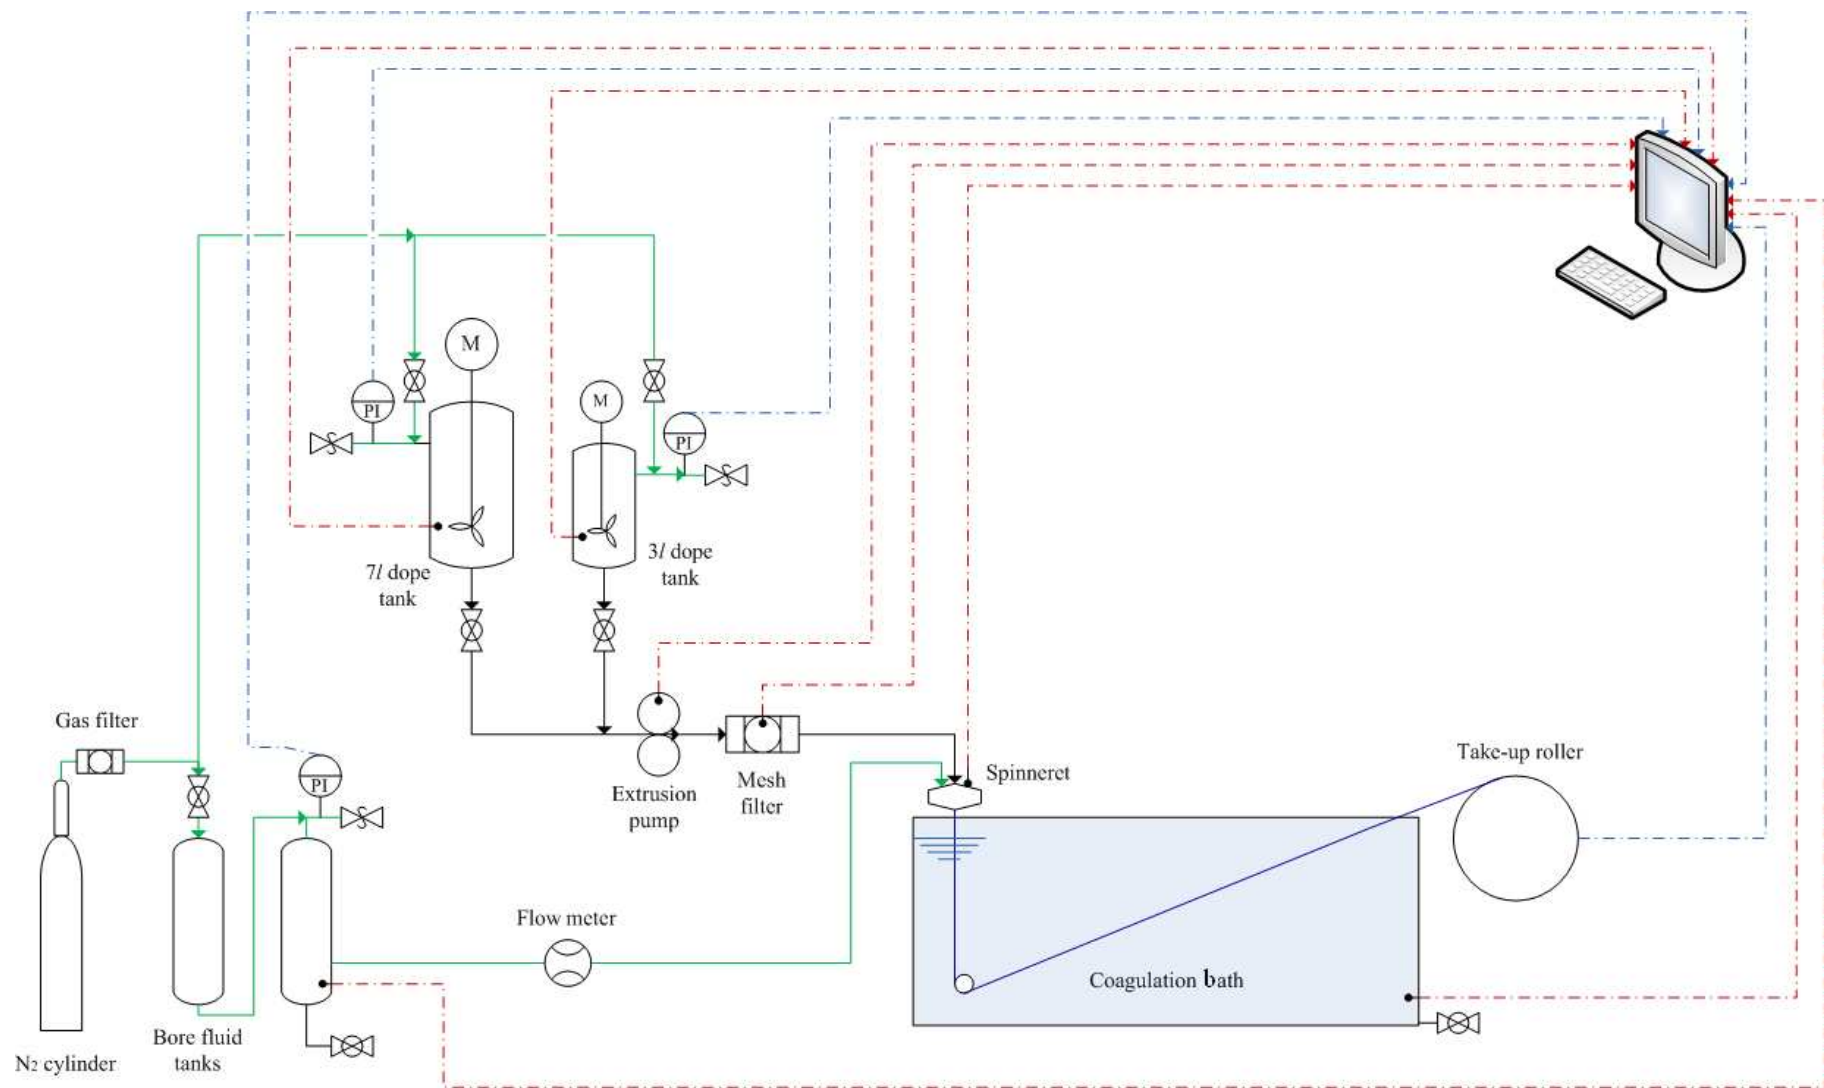 M
M
PI
PI
3l dope
tank
7l dope
tank
Gas filter
Take-up roller
Spinneret
PI
Mesh
filter
Extrusion
pump
Flow meter
Coagulation bath
Bore fluid
tanks
N2 cylinder